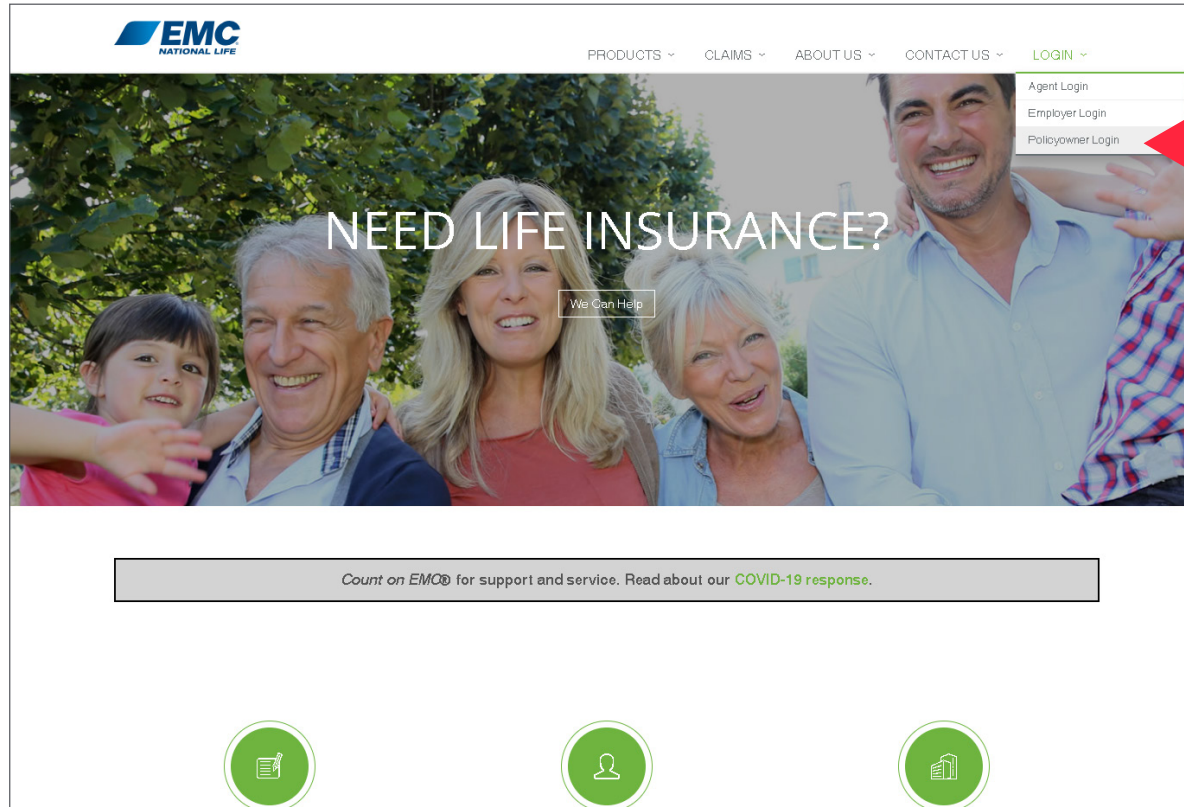 EMC
NATIONAL LIFE
PRODUCTS CLAIMS ABOUT US CONTACT US LOGIN
Agent Login
Employer Login
Policyowner Login
NEED LIFE INSURANCE?
We Can Help
Count on EMC® for support and service. Read about our COVID-19 response.